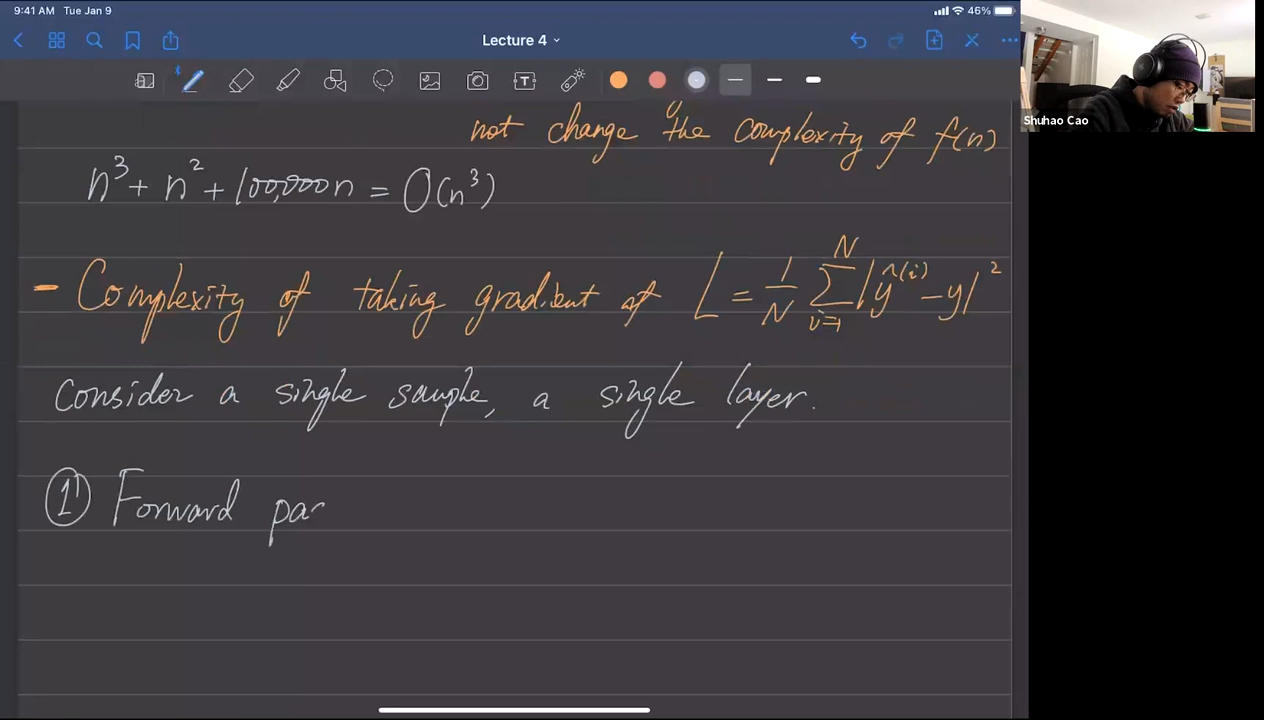 9:41 AM Tue Jan 9
46%
Lecture 4
Shuhao Cao
not change the complexity of f(n)
n³ + n² + 100,000n = O(n³)
- Complexity of taking gradient of L = 1/N ∑_{i=1}^{N} |ŷ^(i) - y|²
Consider a single sample, a single layer.
① Forward pas